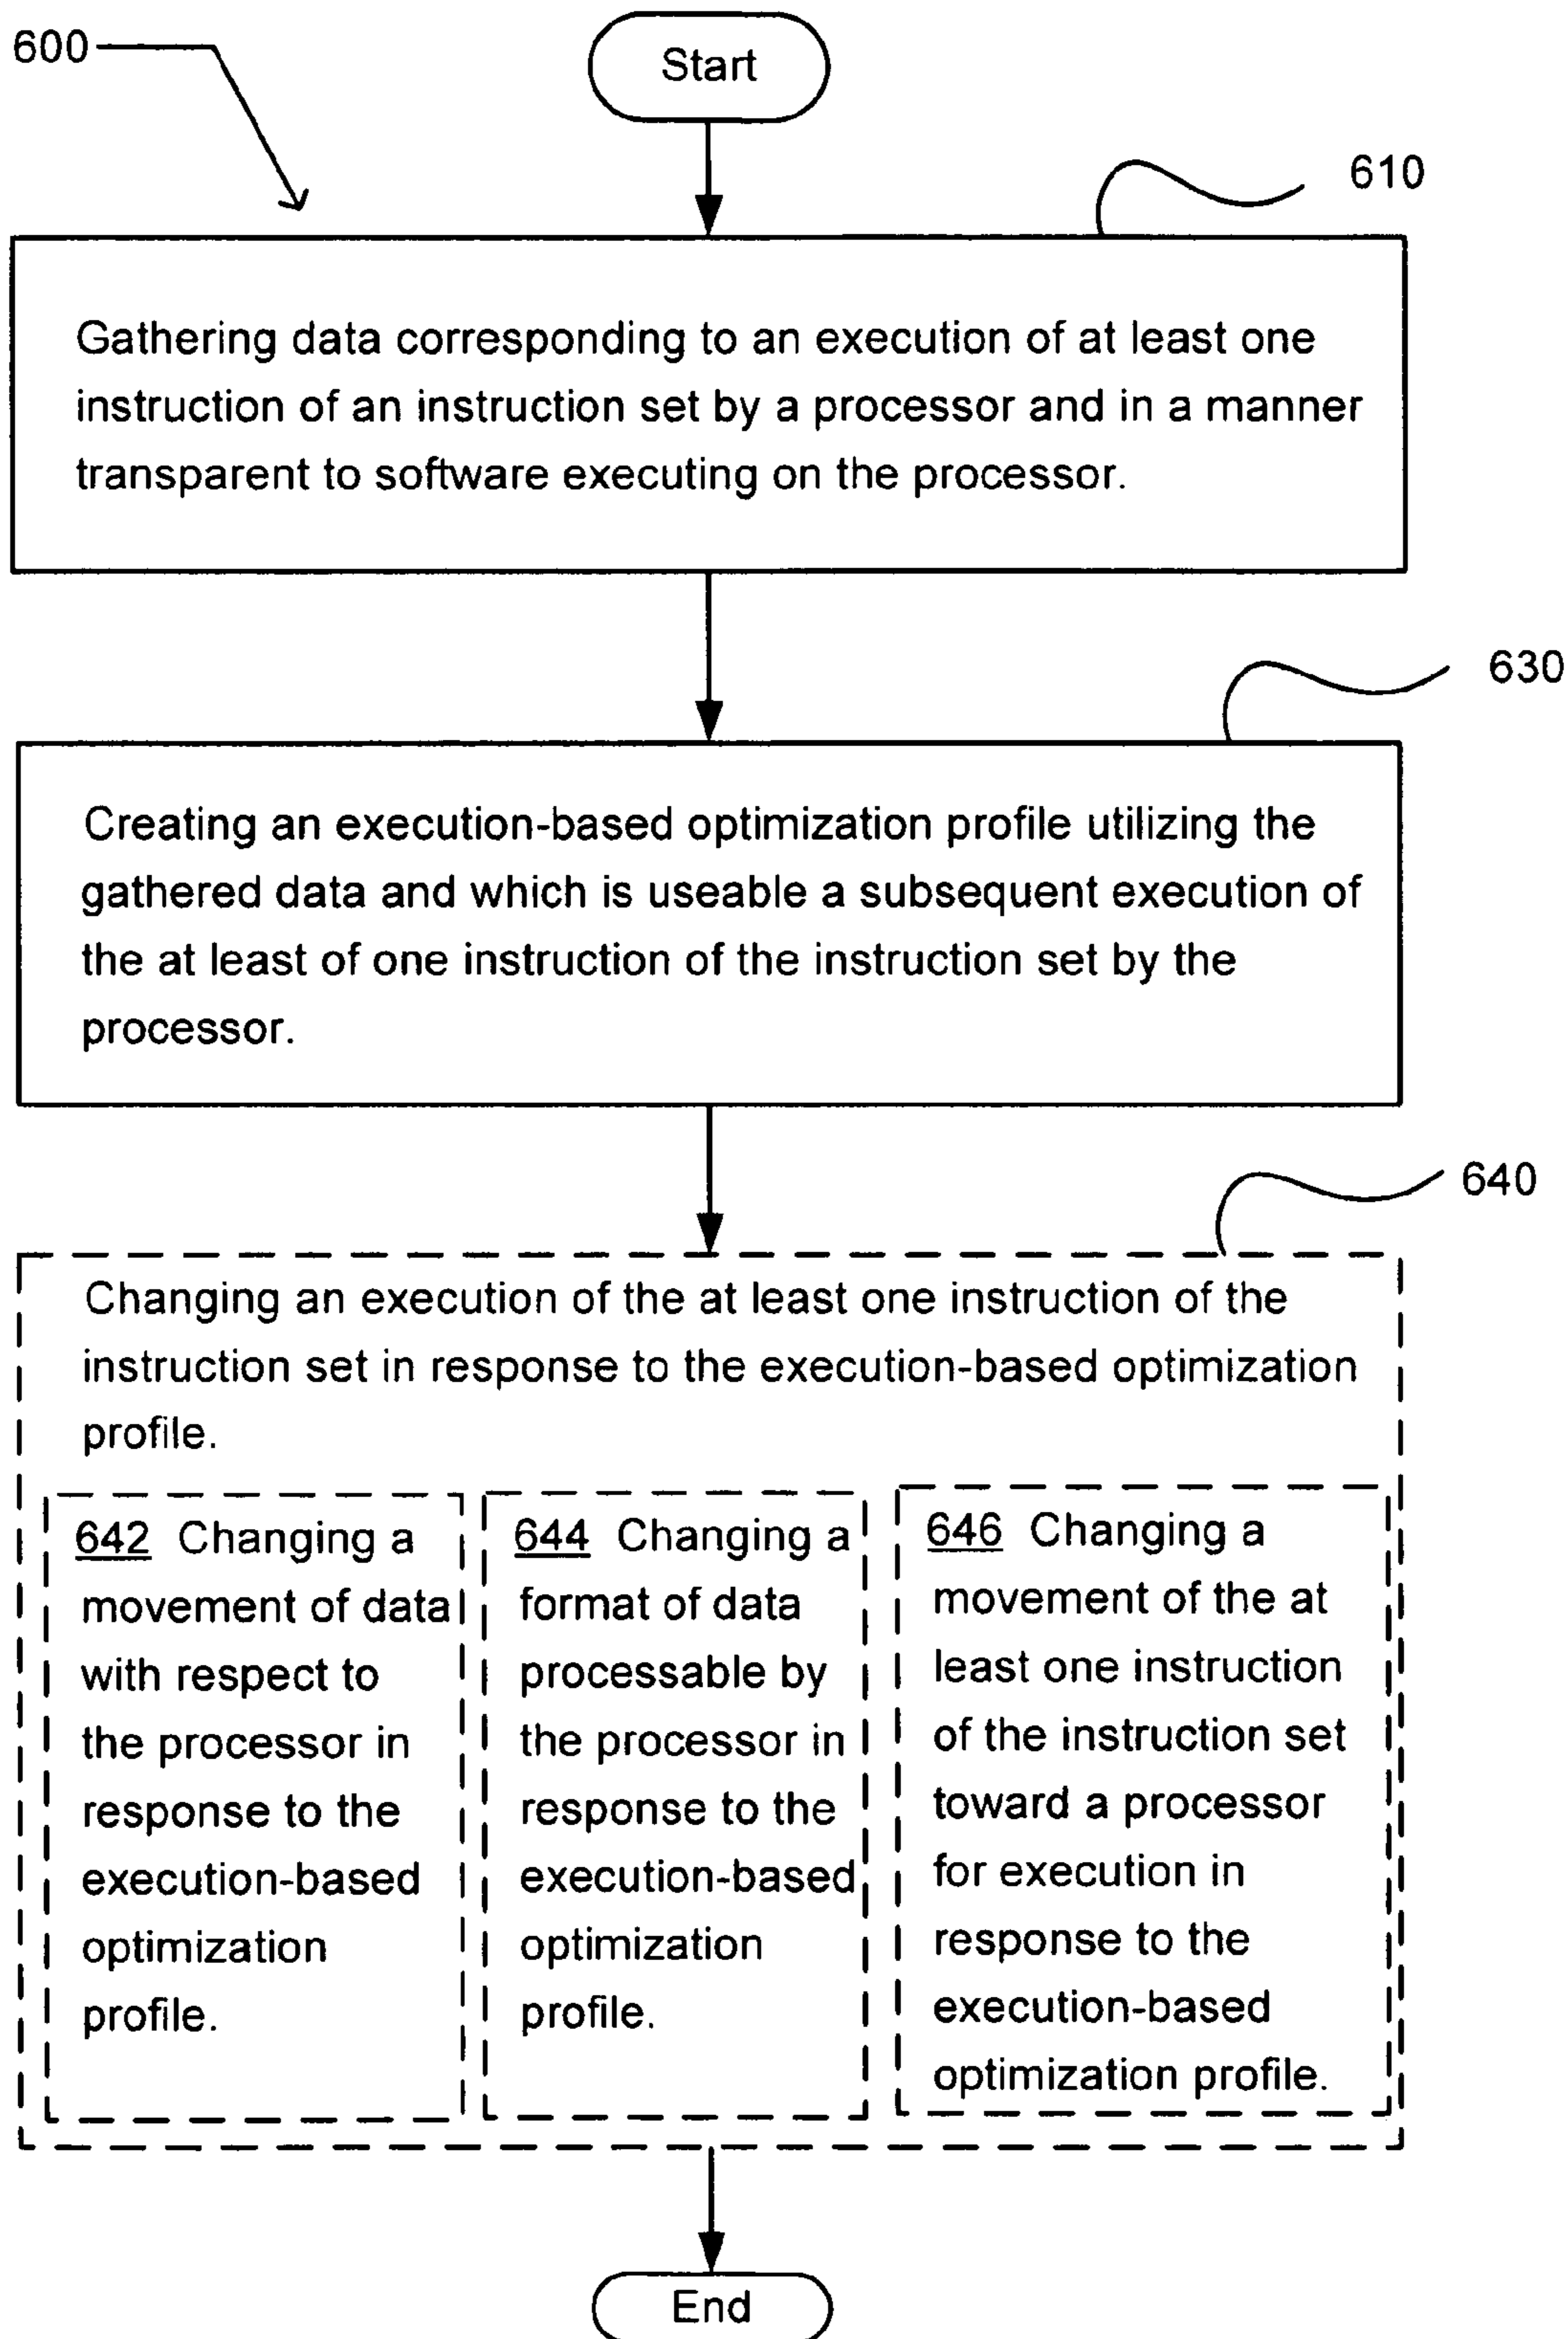 600
Start
610
Gathering data corresponding to an execution of at least one
instruction of an instruction set by a processor and in a manner
transparent to software executing on the processor.
630
Creating an execution-based optimization profile utilizing the
gathered data and which is useable a subsequent execution of
the at least of one instruction of the instruction set by the
processor.
640
Changing an execution of the at least one instruction of the
instruction set in response to the execution-based optimization
profile.
642 Changing a
movement of data
with respect to
the processor in
response to the
execution-based
optimization
profile.
644 Changing a
format of data
processable by
the processor in
response to the
execution-based
optimization
profile.
646 Changing a
movement of the at
least one instruction
of the instruction set
toward a processor
for execution in
response to the
execution-based
optimization profile.
End